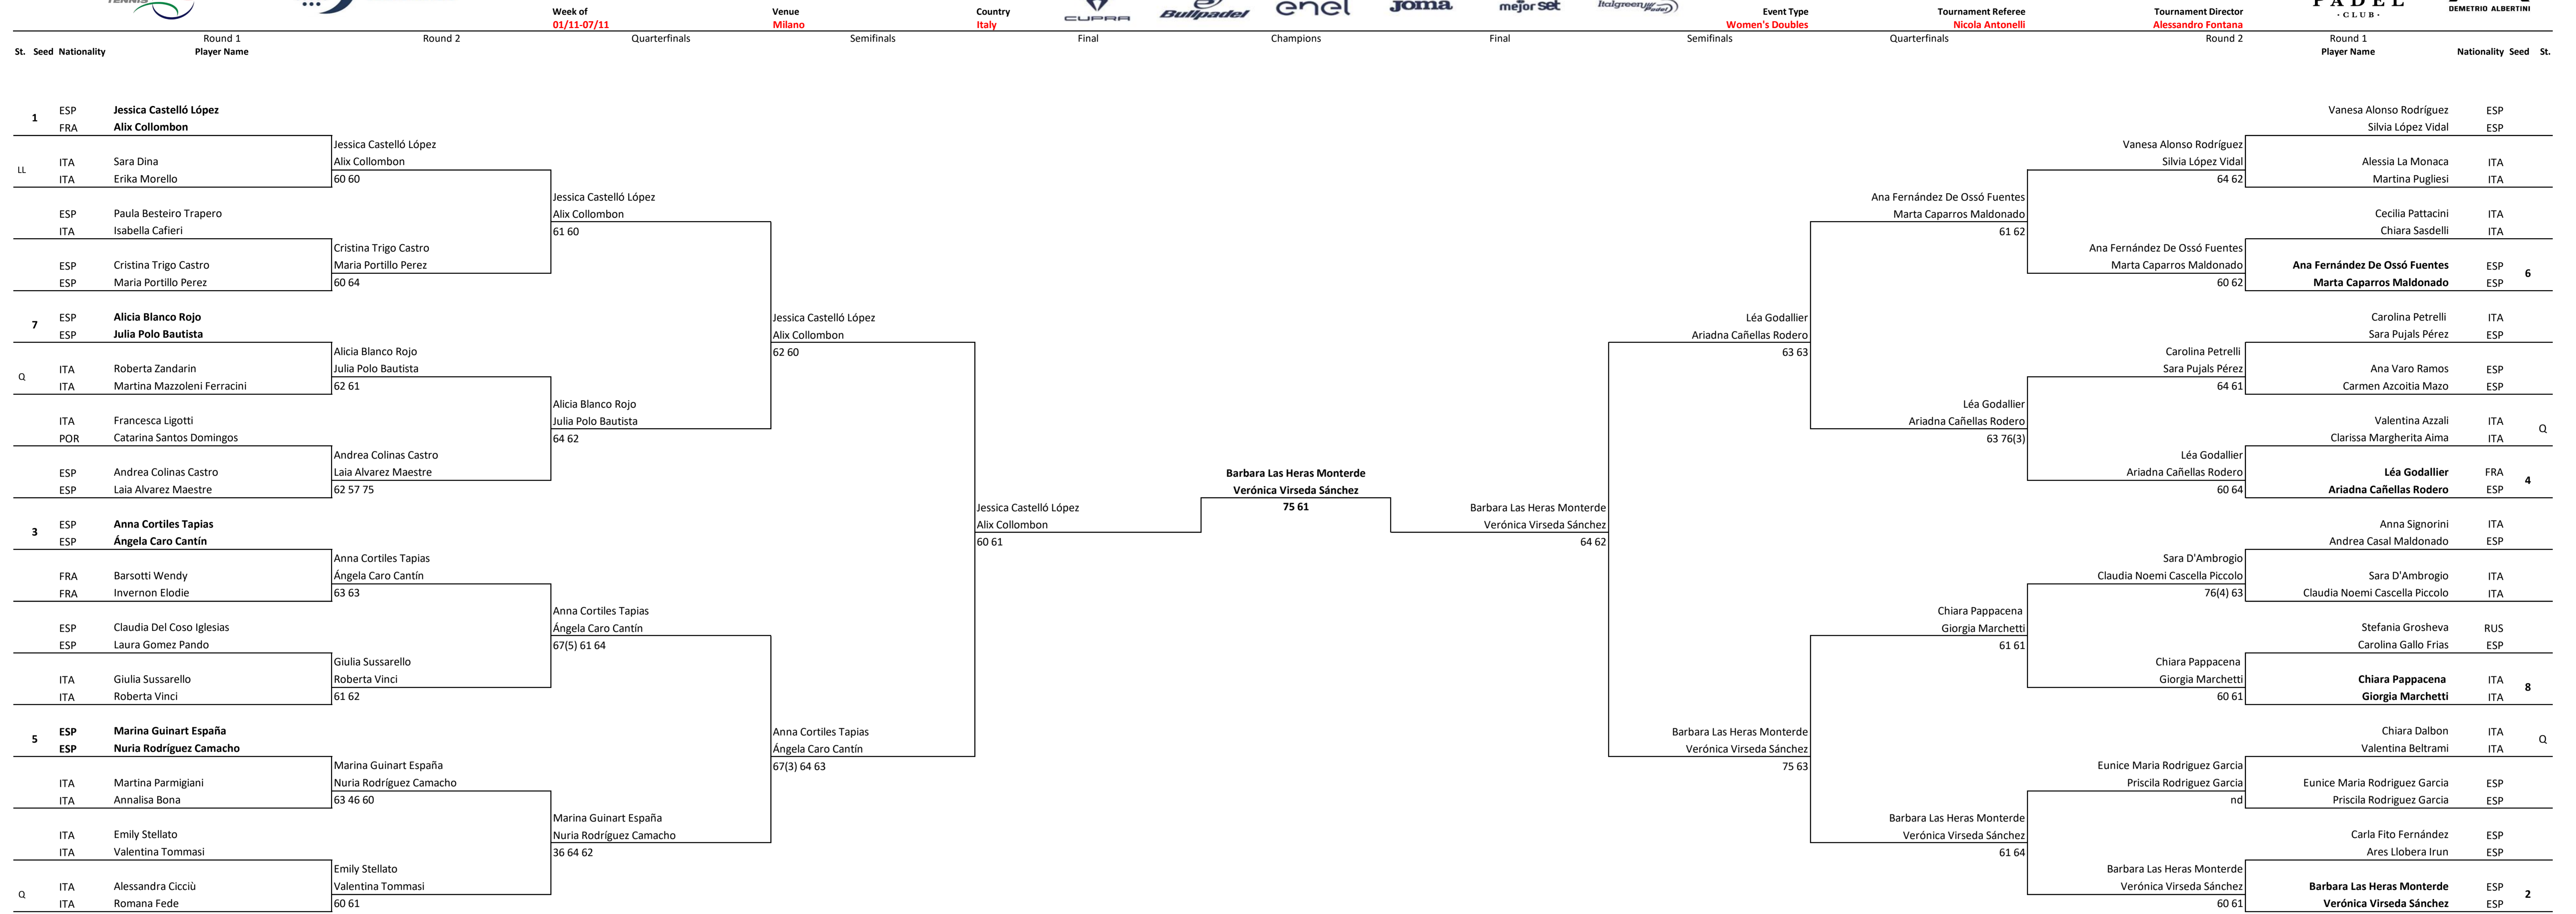 TENNIS
Week of
01/11-07/11
Venue
Milano
Country
Italy
CUPRA
Bullpadel
enel
Joma
mejorset
Italgreen Padel
Event Type
Women's Doubles
Tournament Referee
Nicola Antonelli
Tournament Director
Alessandro Fontana
PADEL
· CLUB ·
DEMETRIO ALBERTINI
Round 1 Round 2 Quarterfinals Semifinals Final Champions Final Semifinals Quarterfinals Round 2 Round 1
St. Seed Nationality Player Name Player Name Nationality Seed St.
1
ESP Jessica Castelló López
FRA Alix Collombon
LL
ITA Sara Dina
ITA Erika Morello
ESP Paula Besteiro Trapero
ITA Isabella Cafieri
ESP Cristina Trigo Castro
ESP Maria Portillo Perez
7
ESP Alicia Blanco Rojo
ESP Julia Polo Bautista
Q
ITA Roberta Zandarin
ITA Martina Mazzoleni Ferracini
ITA Francesca Ligotti
POR Catarina Santos Domingos
ESP Andrea Colinas Castro
ESP Laia Alvarez Maestre
3
ESP Anna Cortiles Tapias
ESP Ángela Caro Cantín
FRA Barsotti Wendy
FRA Invernon Elodie
ESP Claudia Del Coso Iglesias
ESP Laura Gomez Pando
ITA Giulia Sussarello
ITA Roberta Vinci
5
ESP Marina Guinart España
ESP Nuria Rodríguez Camacho
ITA Martina Parmigiani
ITA Annalisa Bona
ITA Emily Stellato
ITA Valentina Tommasi
Q
ITA Alessandra Cicciù
ITA Romana Fede
Jessica Castelló López
Alix Collombon
60 60
Cristina Trigo Castro
Maria Portillo Perez
60 64
Alicia Blanco Rojo
Julia Polo Bautista
62 61
Andrea Colinas Castro
Laia Alvarez Maestre
62 57 75
Anna Cortiles Tapias
Ángela Caro Cantín
63 63
Giulia Sussarello
Roberta Vinci
61 62
Marina Guinart España
Nuria Rodríguez Camacho
63 46 60
Emily Stellato
Valentina Tommasi
60 61
Jessica Castelló López
Alix Collombon
61 60
Alicia Blanco Rojo
Julia Polo Bautista
64 62
Anna Cortiles Tapias
Ángela Caro Cantín
67(5) 61 64
Marina Guinart España
Nuria Rodríguez Camacho
36 64 62
Jessica Castelló López
Alix Collombon
62 60
Anna Cortiles Tapias
Ángela Caro Cantín
67(3) 64 63
Jessica Castelló López
Alix Collombon
60 61
Barbara Las Heras Monterde
Verónica Virseda Sánchez
75 61
Barbara Las Heras Monterde
Verónica Virseda Sánchez
64 62
Léa Godallier
Ariadna Cañellas Rodero
63 63
Barbara Las Heras Monterde
Verónica Virseda Sánchez
75 63
Ana Fernández De Ossó Fuentes
Marta Caparros Maldonado
61 62
Léa Godallier
Ariadna Cañellas Rodero
63 76(3)
Chiara Pappacena
Giorgia Marchetti
61 61
Barbara Las Heras Monterde
Verónica Virseda Sánchez
61 64
Vanesa Alonso Rodríguez
Silvia López Vidal
64 62
Ana Fernández De Ossó Fuentes
Marta Caparros Maldonado
60 62
Carolina Petrelli
Sara Pujals Pérez
64 61
Léa Godallier
Ariadna Cañellas Rodero
60 64
Sara D'Ambrogio
Claudia Noemi Cascella Piccolo
76(4) 63
Chiara Pappacena
Giorgia Marchetti
60 61
Eunice Maria Rodriguez Garcia
Priscila Rodriguez Garcia
nd
Barbara Las Heras Monterde
Verónica Virseda Sánchez
60 61
Vanesa Alonso Rodríguez ESP
Silvia López Vidal ESP
Alessia La Monaca ITA
Martina Pugliesi ITA
Cecilia Pattacini ITA
Chiara Sasdelli ITA
Ana Fernández De Ossó Fuentes ESP
Marta Caparros Maldonado ESP
6
Carolina Petrelli ITA
Sara Pujals Pérez ESP
Ana Varo Ramos ESP
Carmen Azcoitia Mazo ESP
Valentina Azzali ITA
Clarissa Margherita Aima ITA
Q
Léa Godallier FRA
Ariadna Cañellas Rodero ESP
4
Anna Signorini ITA
Andrea Casal Maldonado ESP
Sara D'Ambrogio ITA
Claudia Noemi Cascella Piccolo ITA
Stefania Grosheva RUS
Carolina Gallo Frias ESP
Chiara Pappacena ITA
Giorgia Marchetti ITA
8
Chiara Dalbon ITA
Valentina Beltrami ITA
Q
Eunice Maria Rodriguez Garcia ESP
Priscila Rodriguez Garcia ESP
Carla Fito Fernández ESP
Ares Llobera Irun ESP
Barbara Las Heras Monterde ESP
Verónica Virseda Sánchez ESP
2